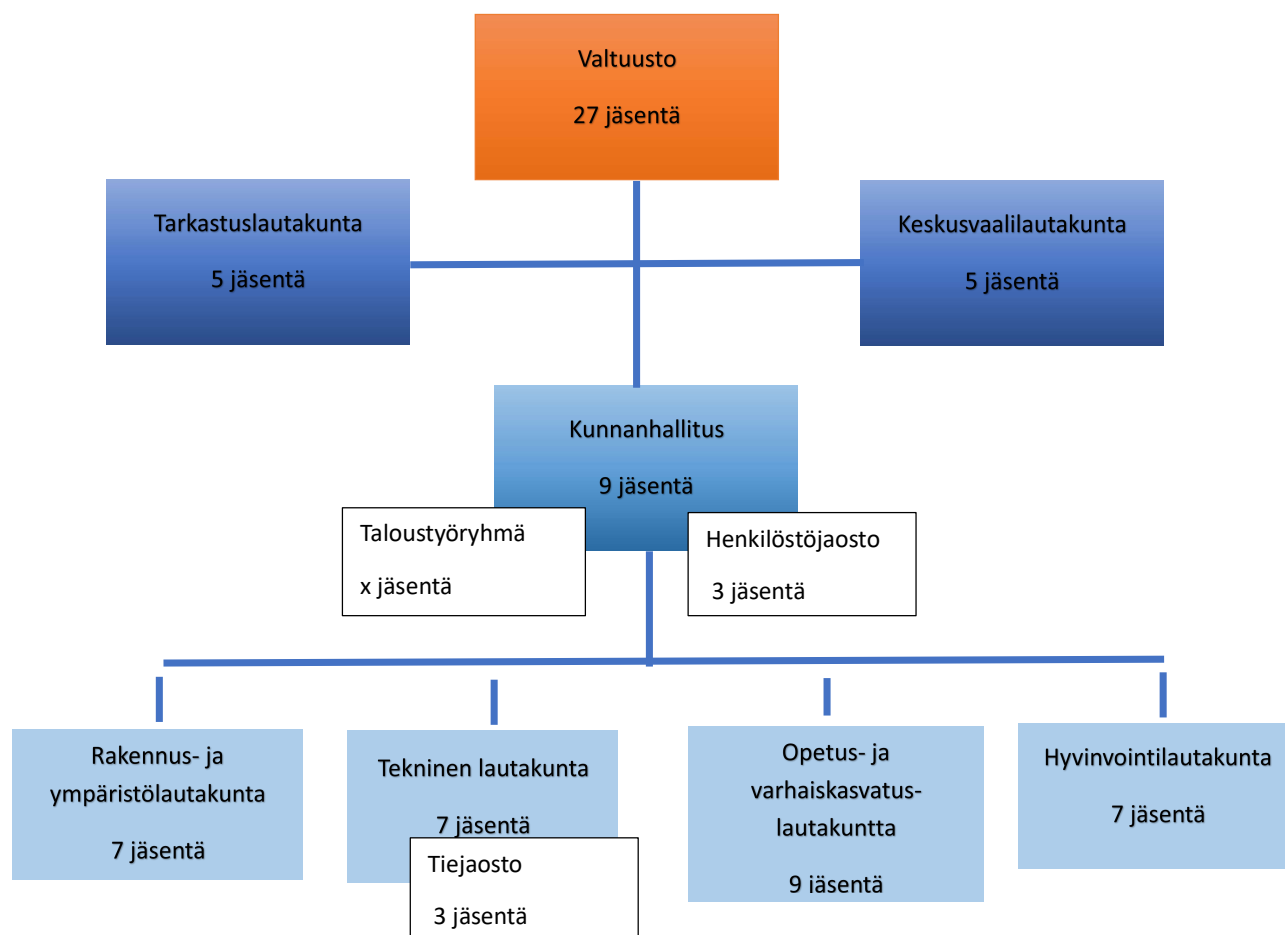 Valtuusto
27 jäsentä
Tarkastuslautakunta
5 jäsentä
Keskusvaalilautakunta
5 jäsentä
Kunnanhallitus
9 jäsentä
Taloustyöryhmä
x jäsentä
Henkilöstöjaosto
3 jäsentä
Rakennus- ja
ympäristölautakunta
7 jäsentä
Tekninen lautakunta
7 jäsentä
Tiejaosto
3 jäsentä
Opetus- ja
varhaiskasvatus-
lautakuntta
9 jäsentä
Hyvinvointilautakunta
7 jäsentä